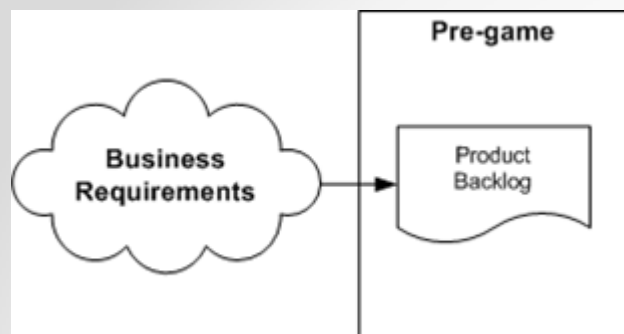 Pre-game
Business
Requirements
Product
Backlog